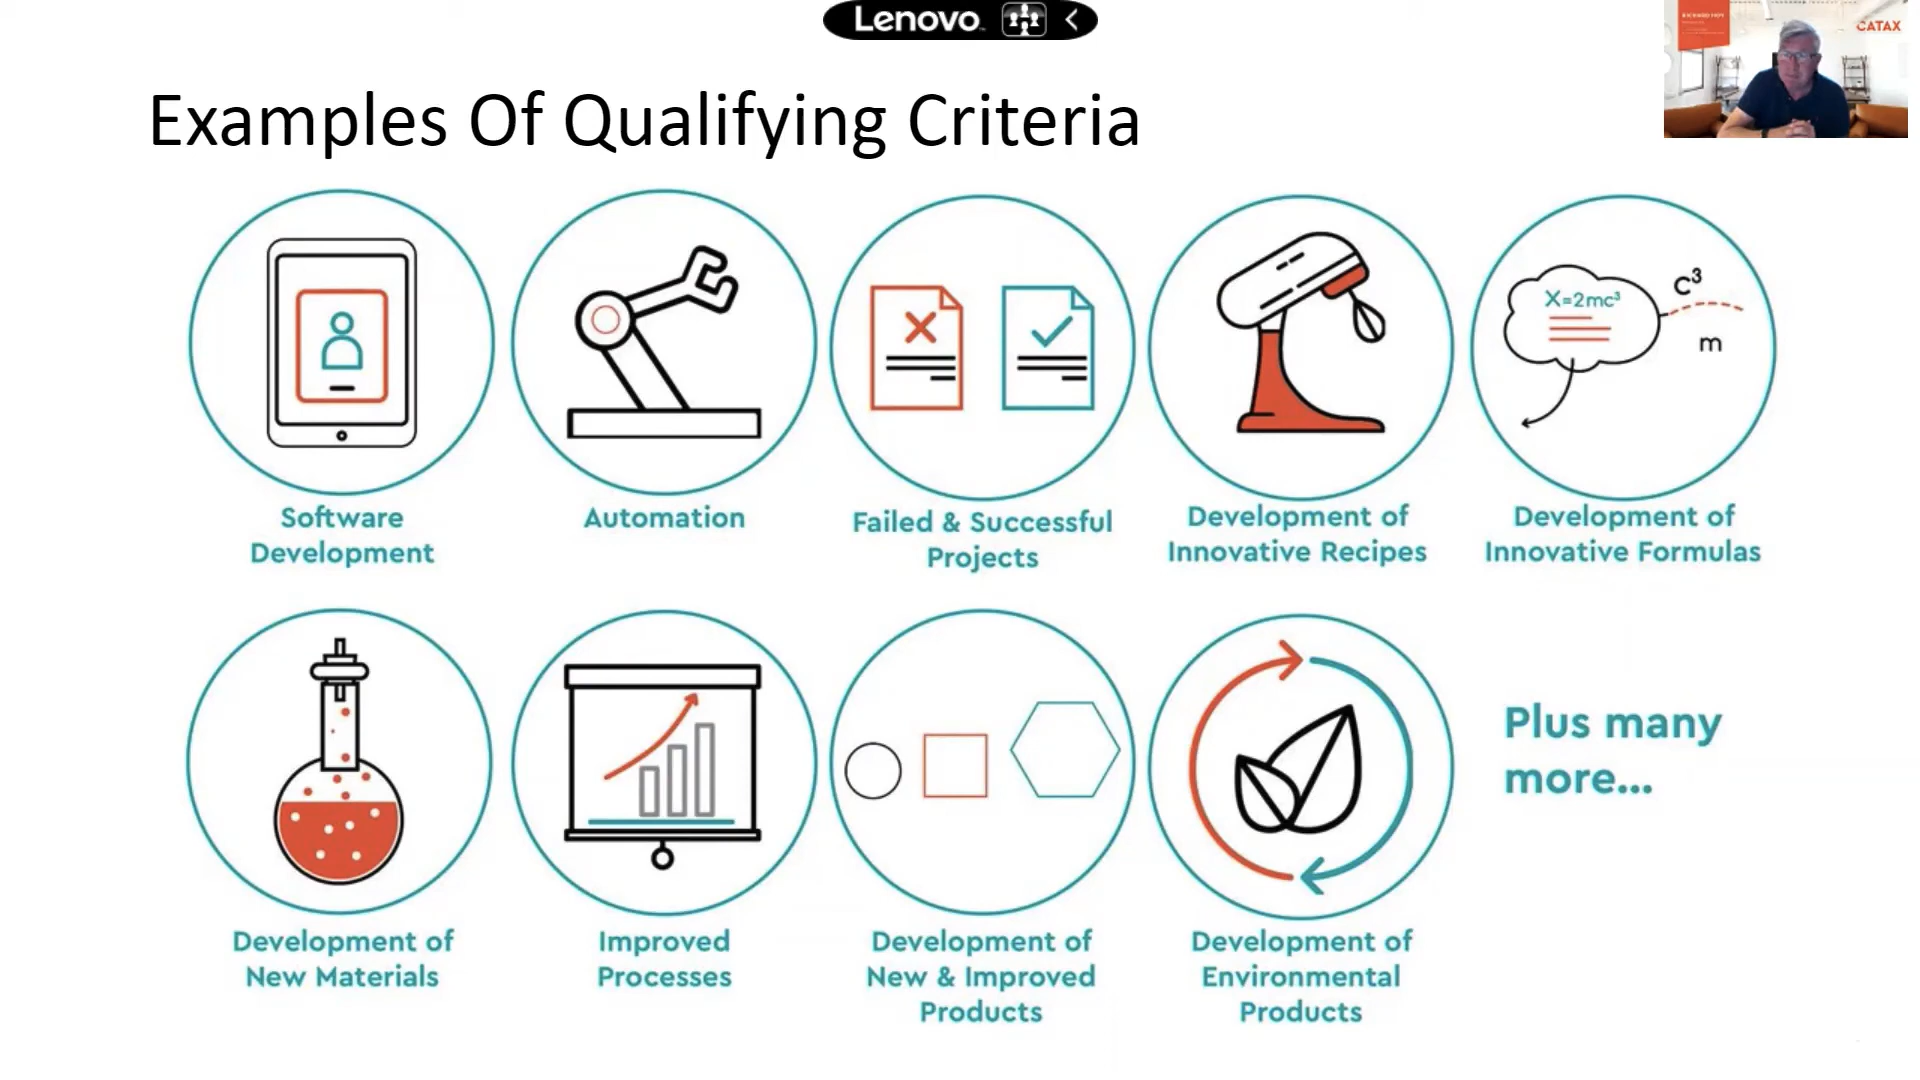 Lenovo
CATAX
Examples Of Qualifying Criteria
X=2mc³
C³
m
Software
Development
Automation
Failed & Successful
Projects
Development of
Innovative Recipes
Development of
Innovative Formulas
Development of
New Materials
Improved
Processes
Development of
New & Improved
Products
Development of
Environmental
Products
Plus many
more...